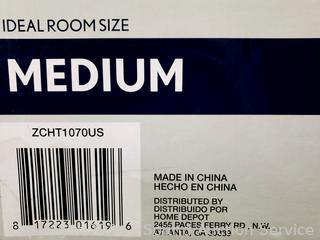 IDEAL ROOM SIZE
MEDIUM
ZCHT1070US
8 17223 01619 6
MADE IN CHINA
HECHO EN CHINA
DISTRIBUTED BY
DISTRIBUIDO POR
HOME DEPOT
2455 PACES FERRY RD., N.W.
ATLANTA, GA 30339